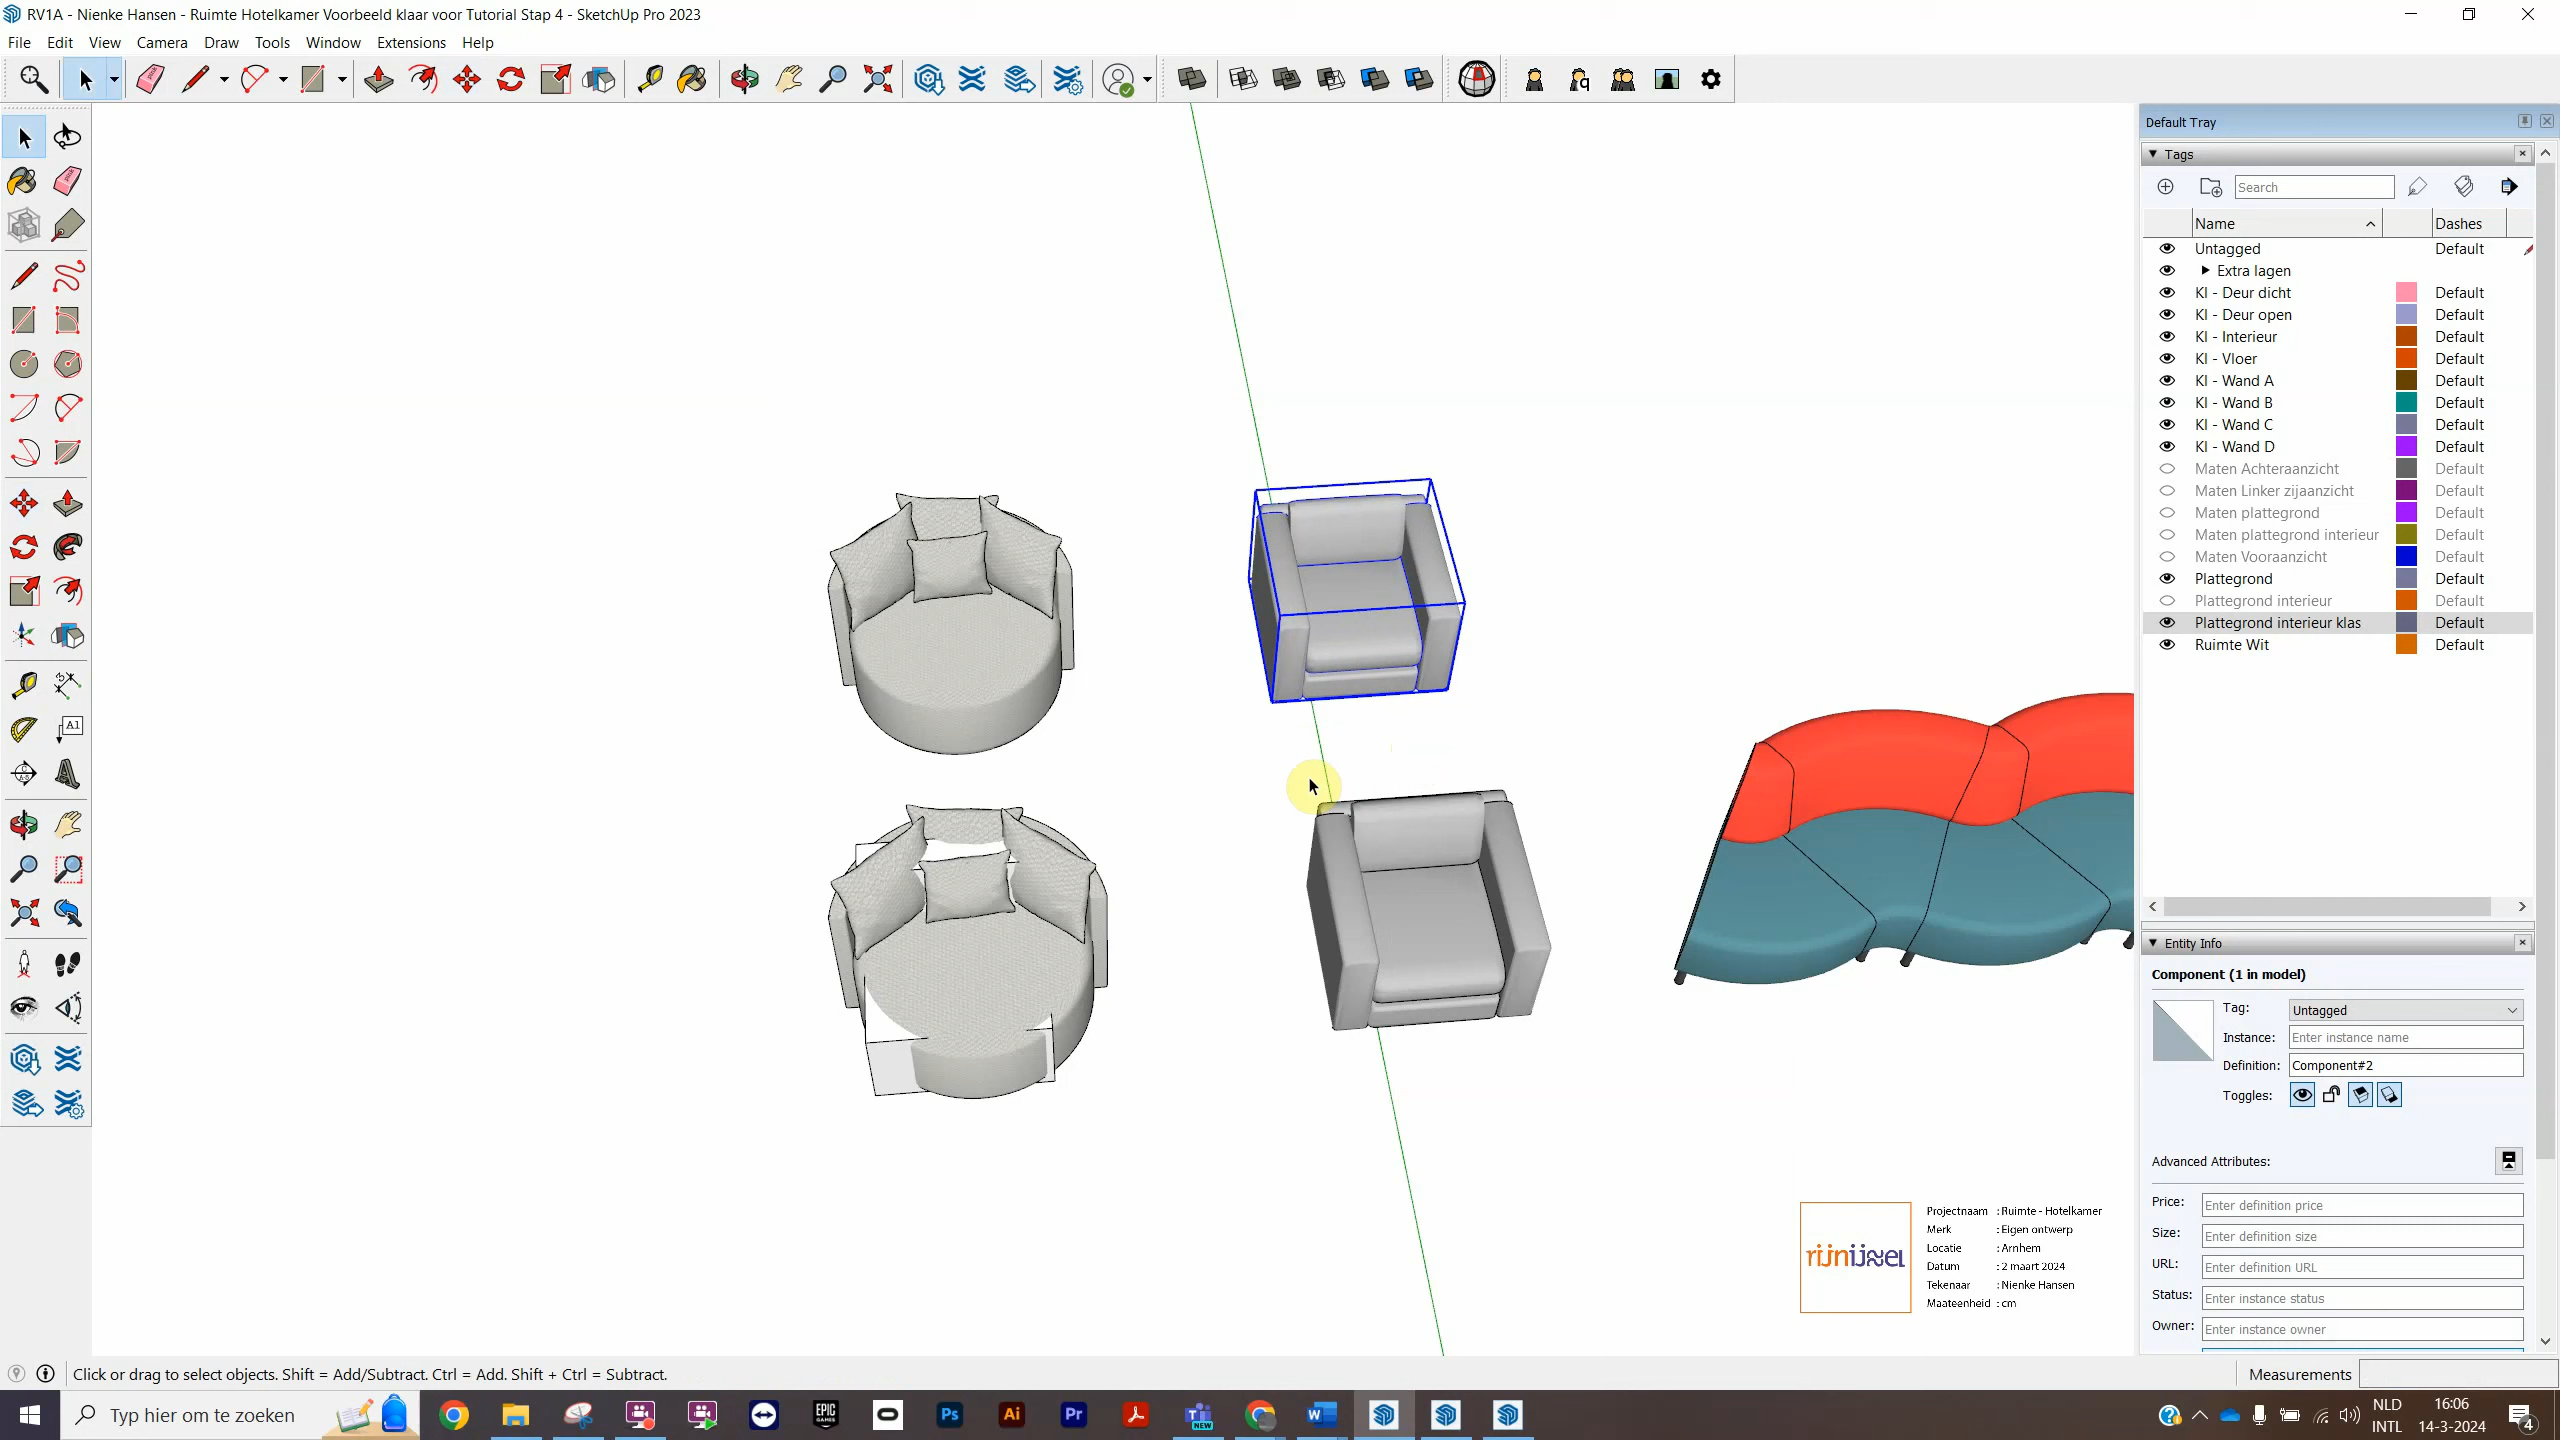 RV1A - Nienke Hansen - Ruimte Hotelkamer Voorbeeld klaar voor Tutorial Stap 4 - SketchUp Pro 2023
File Edit View Camera Draw Tools Window Extensions Help
Default Tray
Tags
Search
Name Dashes
Untagged Default
Extra lagen
KI - Deur dicht Default
KI - Deur open Default
KI - Interieur Default
KI - Vloer Default
KI - Wand A Default
KI - Wand B Default
KI - Wand C Default
KI - Wand D Default
Maten Achteraanzicht Default
Maten Linker zijaanzicht Default
Maten plattegrond Default
Maten plattegrond interieur Default
Maten Vooraanzicht Default
Plattegrond Default
Plattegrond interieur Default
Plattegrond interieur klas Default
Ruimte Wit Default
A1
Entity Info
Component (1 in model)
Tag: Untagged
Instance: Enter instance name
Definition: Component#2
Toggles:
Advanced Attributes:
Price: Enter definition price
Size: Enter definition size
URL: Enter definition URL
Status: Enter instance status
Owner: Enter instance owner
rijnijssel
Projectnaam : Ruimte - Hotelkamer
Merk : Eigen ontwerp
Locatie : Arnhem
Datum : 2 maart 2024
Tekenaar : Nienke Hansen
Maateenheid : cm
Click or drag to select objects. Shift = Add/Subtract. Ctrl = Add. Shift + Ctrl = Subtract.
Measurements
Typ hier om te zoeken
EPIC GAMES
Ps
Ai
Pr
NEW
NLD
INTL
16:06
14-3-2024
4